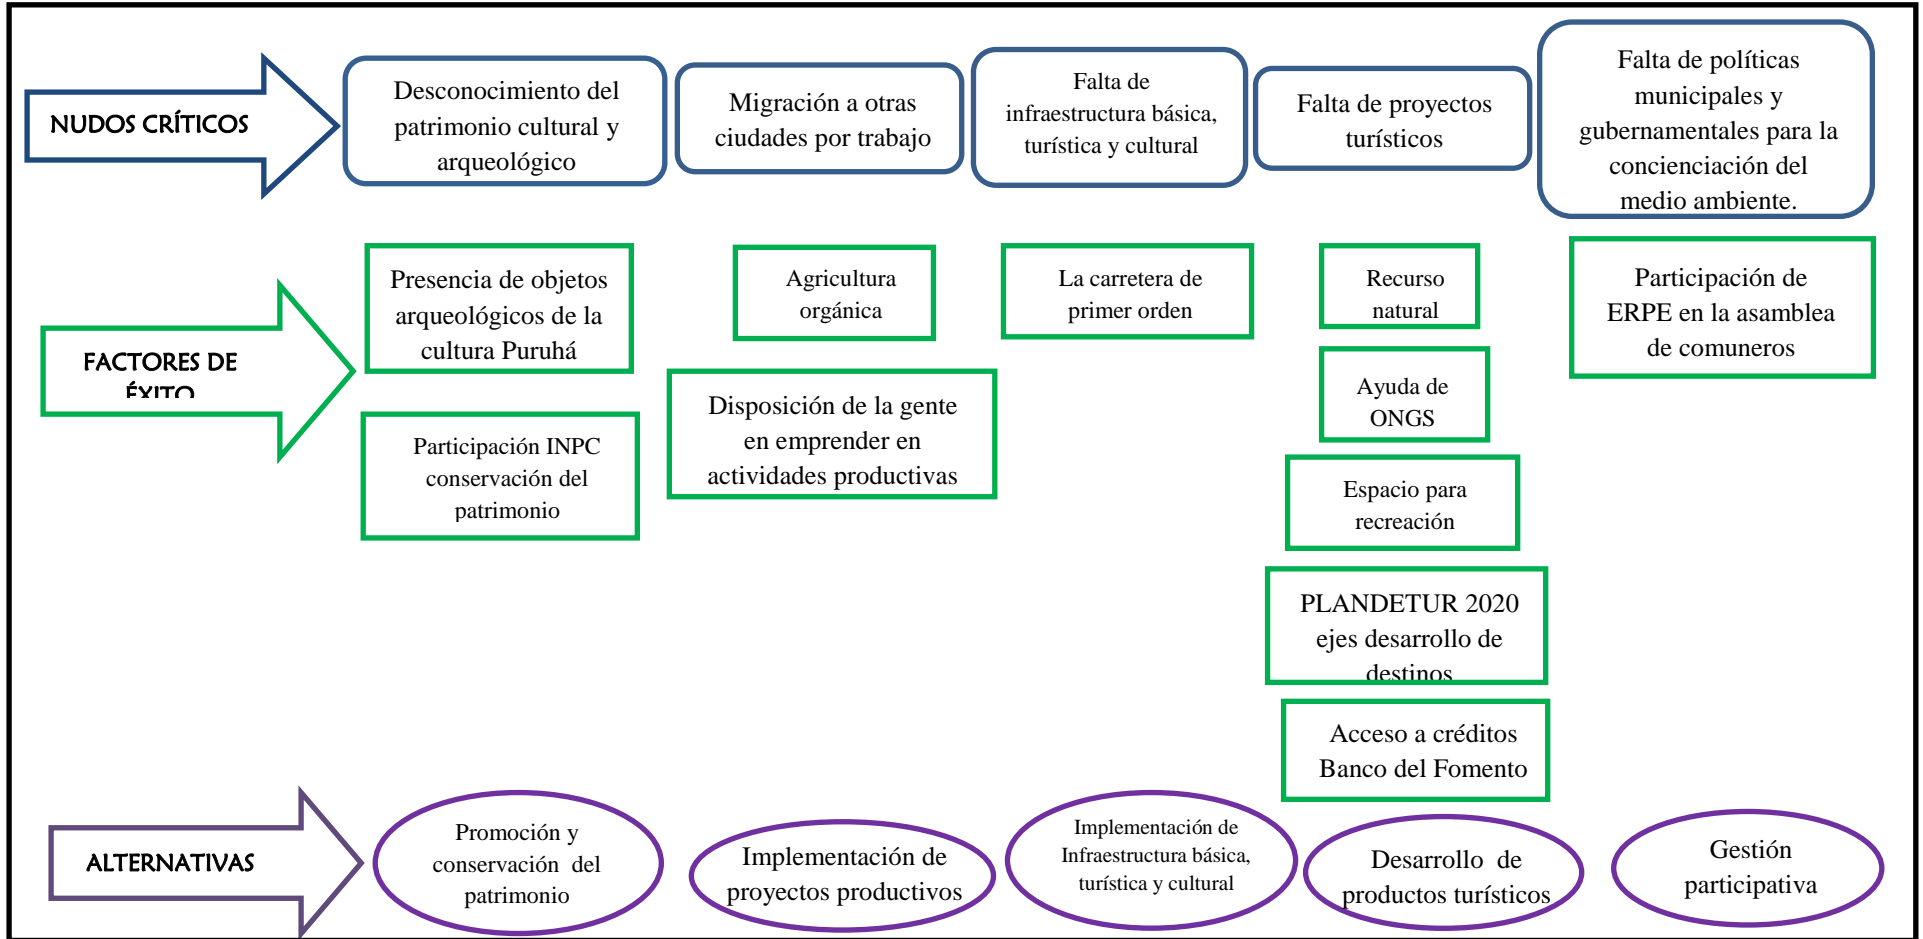 NUDOS CRÍTICOS
Desconocimiento del
patrimonio cultural y
arqueológico
Migración a otras
ciudades por trabajo
Falta de
infraestructura básica,
turística y cultural
Falta de proyectos
turísticos
Falta de políticas
municipales y
gubernamentales para la
concienciación del
medio ambiente.
FACTORES DE
ÉXITO
Presencia de objetos
arqueológicos de la
cultura Puruhá
Participación INPC
conservación del
patrimonio
Agricultura
orgánica
Disposición de la gente
en emprender en
actividades productivas
La carretera de
primer orden
Recurso
natural
Ayuda de
ONGS
Espacio para
recreación
PLANDETUR 2020
ejes desarrollo de
destinos
Acceso a créditos
Banco del Fomento
Participación de
ERPE en la asamblea
de comuneros
ALTERNATIVAS
Promoción y
conservación del
patrimonio
Implementación de
proyectos productivos
Implementación de
Infraestructura básica,
turística y cultural
Desarrollo de
productos turísticos
Gestión
participativa